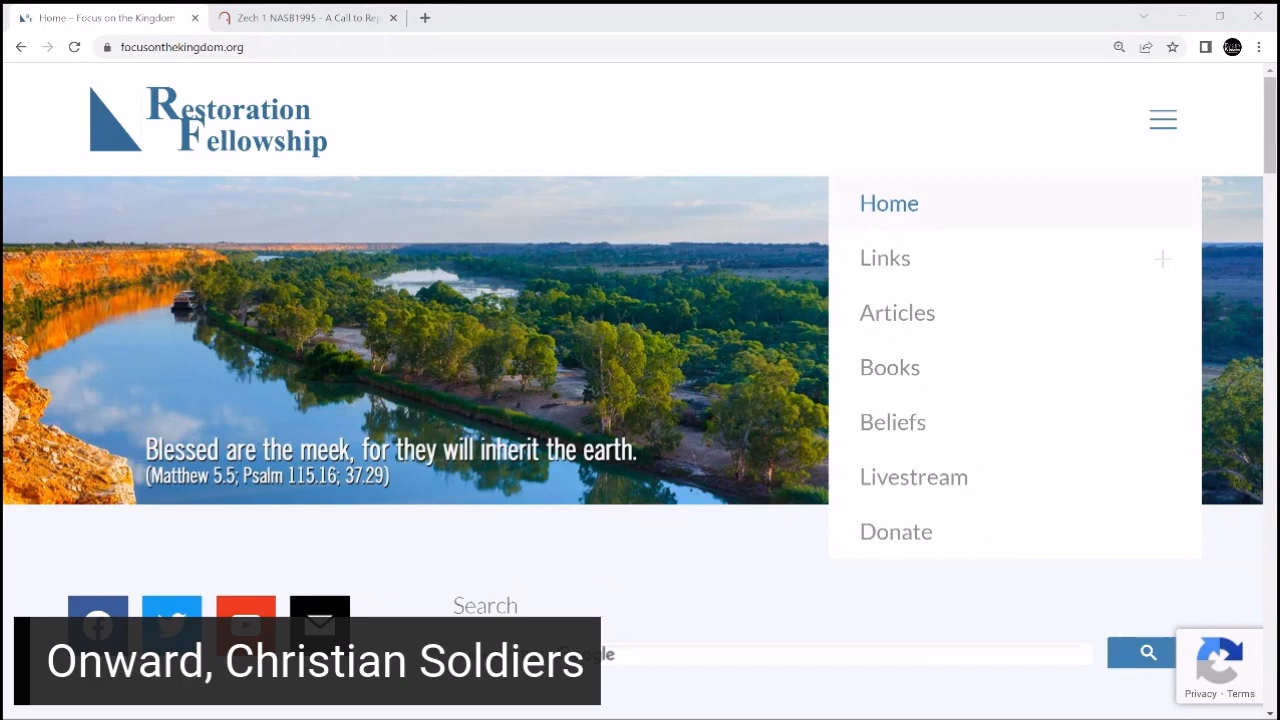 Home – Focus on the Kingdom
Zech 1 NASB1995 - A Call to Rep
focusonthekingdom.org
Restoration
Fellowship
Home
Links
Articles
Books
Beliefs
Livestream
Donate
Blessed are the meek, for they will inherit the earth.
(Matthew 5.5; Psalm 115.16; 37.29)
Search
Onward, Christian Soldiers
Privacy - Terms